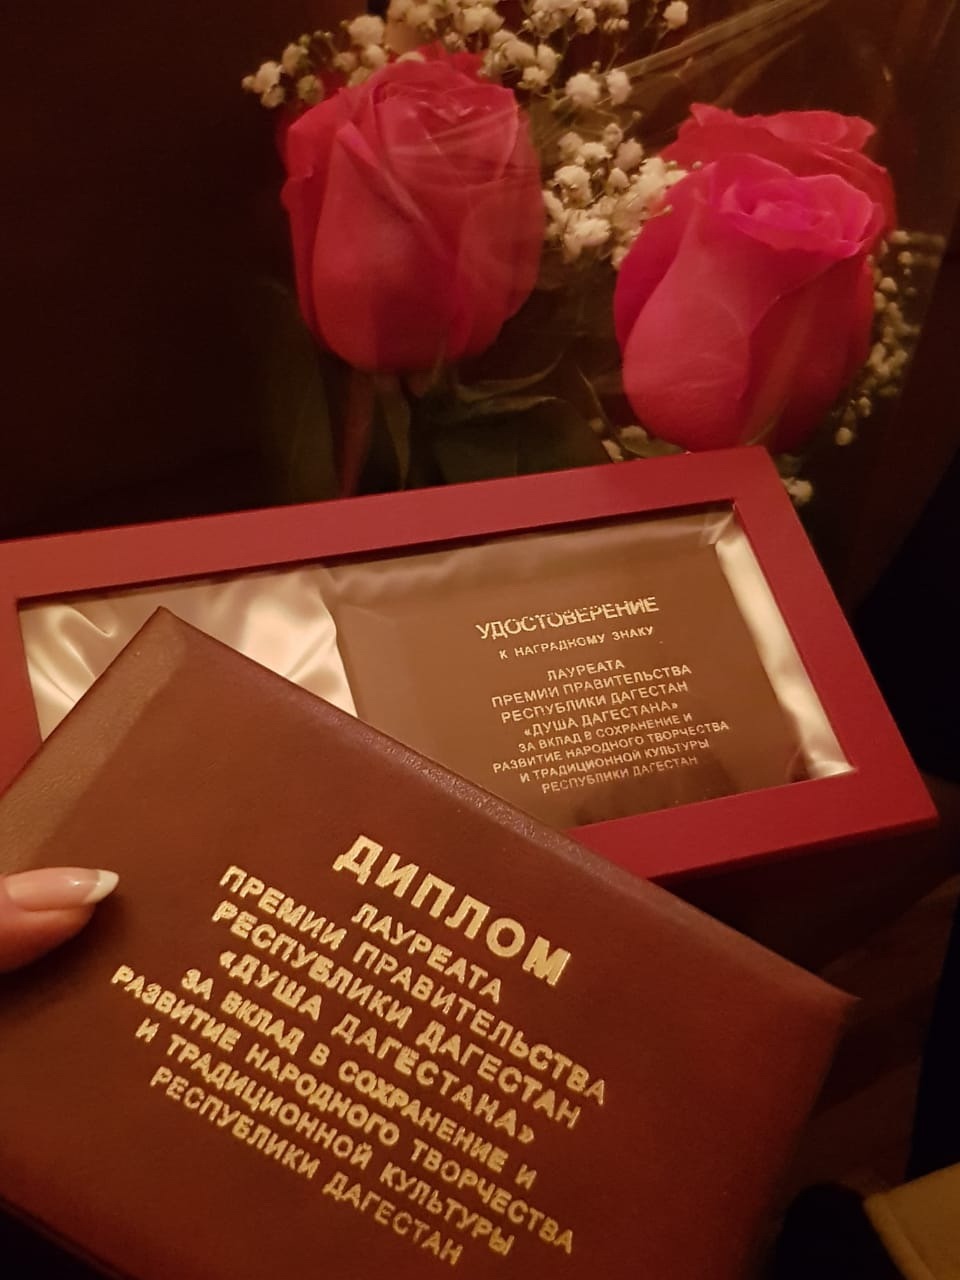 УДОСТОВЕРЕНИЕ
К НАГРАДНОМУ ЗНАКУ
ЛАУРЕАТА
ПРЕМИИ ПРАВИТЕЛЬСТВА
РЕСПУБЛИКИ ДАГЕСТАН
«ДУША ДАГЕСТАНА»
ЗА ВКЛАД В СОХРАНЕНИЕ И
РАЗВИТИЕ НАРОДНОГО ТВОРЧЕСТВА
И ТРАДИЦИОННОЙ КУЛЬТУРЫ
РЕСПУБЛИКИ ДАГЕСТАН
ДИПЛОМ
ЛАУРЕАТА
ПРЕМИИ ПРАВИТЕЛЬСТВА
РЕСПУБЛИКИ ДАГЕСТАН
«ДУША ДАГЕСТАНА»
ЗА ВКЛАД В СОХРАНЕНИЕ И
РАЗВИТИЕ НАРОДНОГО ТВОРЧЕСТВА
И ТРАДИЦИОННОЙ КУЛЬТУРЫ
РЕСПУБЛИКИ ДАГЕСТАН